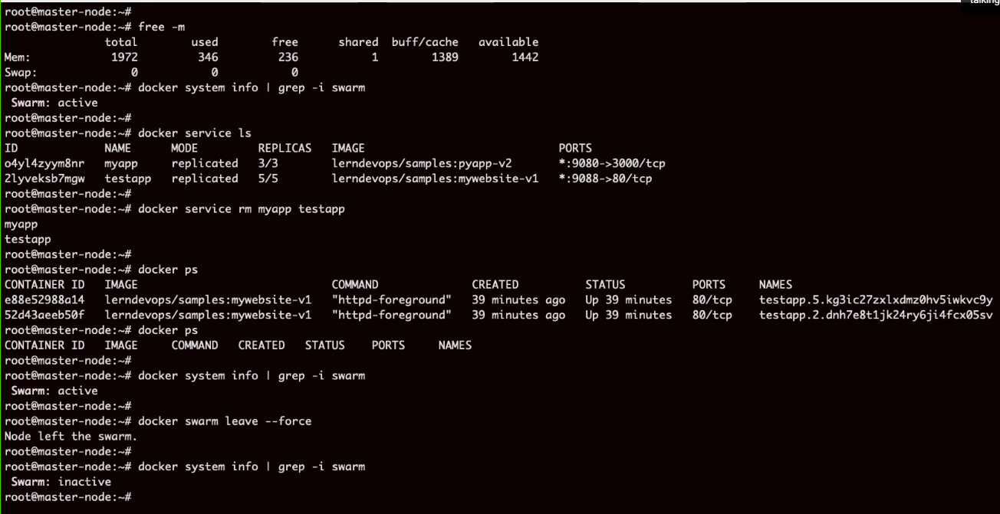 talking
root@master-node:~#
root@master-node:~# free -m
total used free shared buff/cache available
Mem: 1972 346 236 1 1389 1442
Swap: 0 0 0
root@master-node:~# docker system info | grep -i swarm
Swarm: active
root@master-node:~#
root@master-node:~# docker service ls
ID NAME MODE REPLICAS IMAGE PORTS
o4yl4zyym8nr myapp replicated 3/3 lerndevops/samples:pyapp-v2 *:9080->3000/tcp
2lyveksb7mgw testapp replicated 5/5 lerndevops/samples:mywebsite-v1 *:9088->80/tcp
root@master-node:~#
root@master-node:~# docker service rm myapp testapp
myapp
testapp
root@master-node:~#
root@master-node:~# docker ps
CONTAINER ID IMAGE COMMAND CREATED STATUS PORTS NAMES
e88e52988a14 lerndevops/samples:mywebsite-v1 "httpd-foreground" 39 minutes ago Up 39 minutes 80/tcp testapp.5.kg3ic27zxlxdmz0hv5iwkvc9y
52d43aeeb50f lerndevops/samples:mywebsite-v1 "httpd-foreground" 39 minutes ago Up 39 minutes 80/tcp testapp.2.dnh7e8t1jk24ry6ji4fcx05sv
root@master-node:~# docker ps
CONTAINER ID IMAGE COMMAND CREATED STATUS PORTS NAMES
root@master-node:~#
root@master-node:~# docker system info | grep -i swarm
Swarm: active
root@master-node:~#
root@master-node:~# docker swarm leave --force
Node left the swarm.
root@master-node:~#
root@master-node:~# docker system info | grep -i swarm
Swarm: inactive
root@master-node:~#